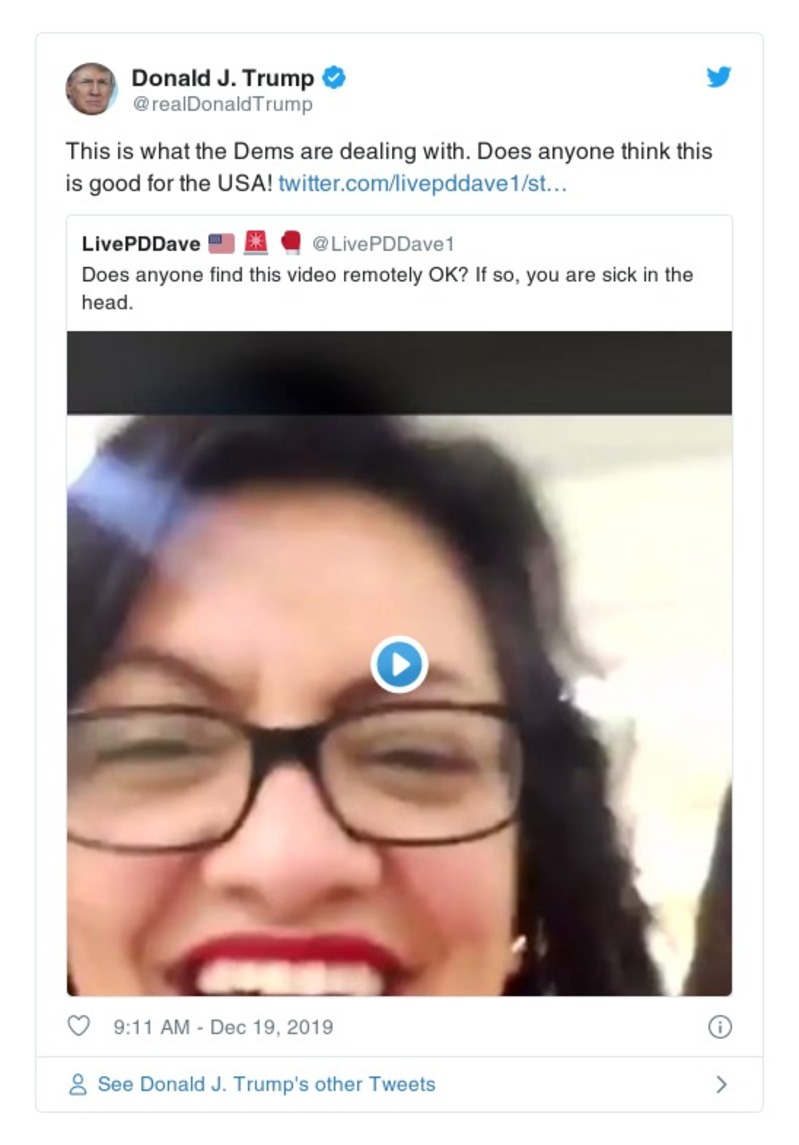 Donald J. Trump
@realDonaldTrump
This is what the Dems are dealing with. Does anyone think this
is good for the USA! twitter.com/livepddave1/st…
LivePDDave 🇺🇸 🚨 🥊 @LivePDDave1
Does anyone find this video remotely OK? If so, you are sick in the
head.
9:11 AM - Dec 19, 2019
See Donald J. Trump's other Tweets